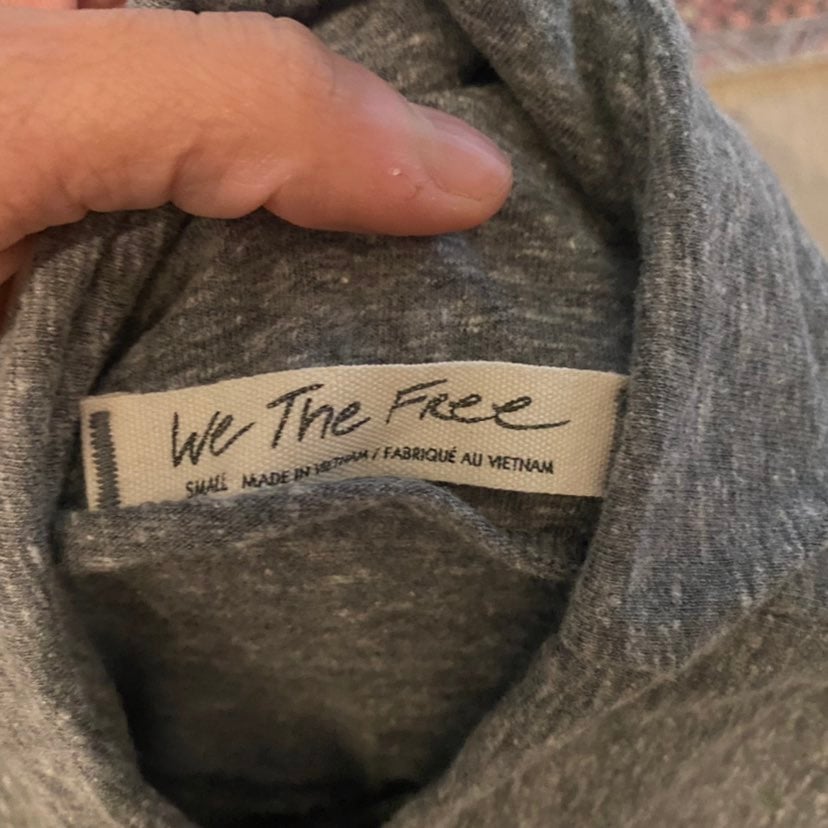 We The Free
SMALL MADE IN VIETNAM / FABRIQUÉ AU VIETNAM